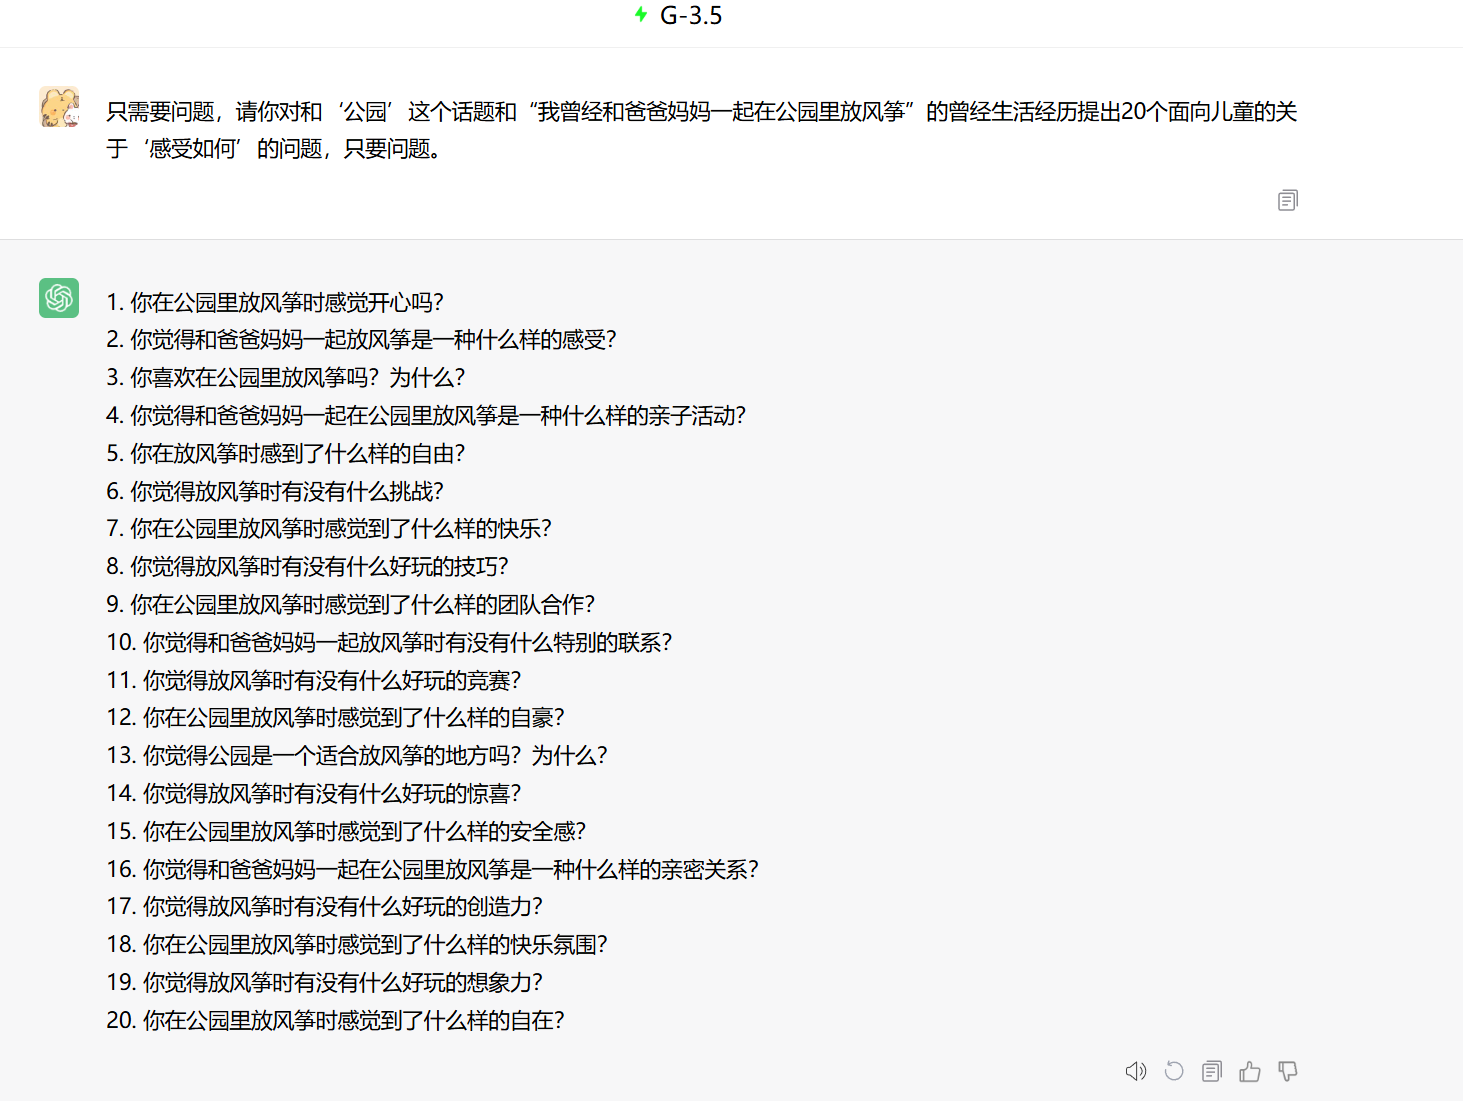 G-3.5
只需要问题，请你对和‘公园’这个话题和“我曾经和爸爸妈妈一起在公园里放风筝”的曾经生活经历提出20个面向儿童的关
于‘感受如何’的问题，只要问题。
1. 你在公园里放风筝时感觉开心吗？
2. 你觉得和爸爸妈妈一起放风筝是一种什么样的感受？
3. 你喜欢在公园里放风筝吗？为什么？
4. 你觉得和爸爸妈妈一起在公园里放风筝是一种什么样的亲子活动？
5. 你在放风筝时感到了什么样的自由？
6. 你觉得放风筝时有没有什么挑战？
7. 你在公园里放风筝时感觉到了什么样的快乐？
8. 你觉得放风筝时有没有什么好玩的技巧？
9. 你在公园里放风筝时感觉到了什么样的团队合作？
10. 你觉得和爸爸妈妈一起放风筝时有没有什么特别的联系？
11. 你觉得放风筝时有没有什么好玩的竞赛？
12. 你在公园里放风筝时感觉到了什么样的自豪？
13. 你觉得公园是一个适合放风筝的地方吗？为什么？
14. 你觉得放风筝时有没有什么好玩的惊喜？
15. 你在公园里放风筝时感觉到了什么样的安全感？
16. 你觉得和爸爸妈妈一起在公园里放风筝是一种什么样的亲密关系？
17. 你觉得放风筝时有没有什么好玩的创造力？
18. 你在公园里放风筝时感觉到了什么样的快乐氛围？
19. 你觉得放风筝时有没有什么好玩的想象力？
20. 你在公园里放风筝时感觉到了什么样的自在？